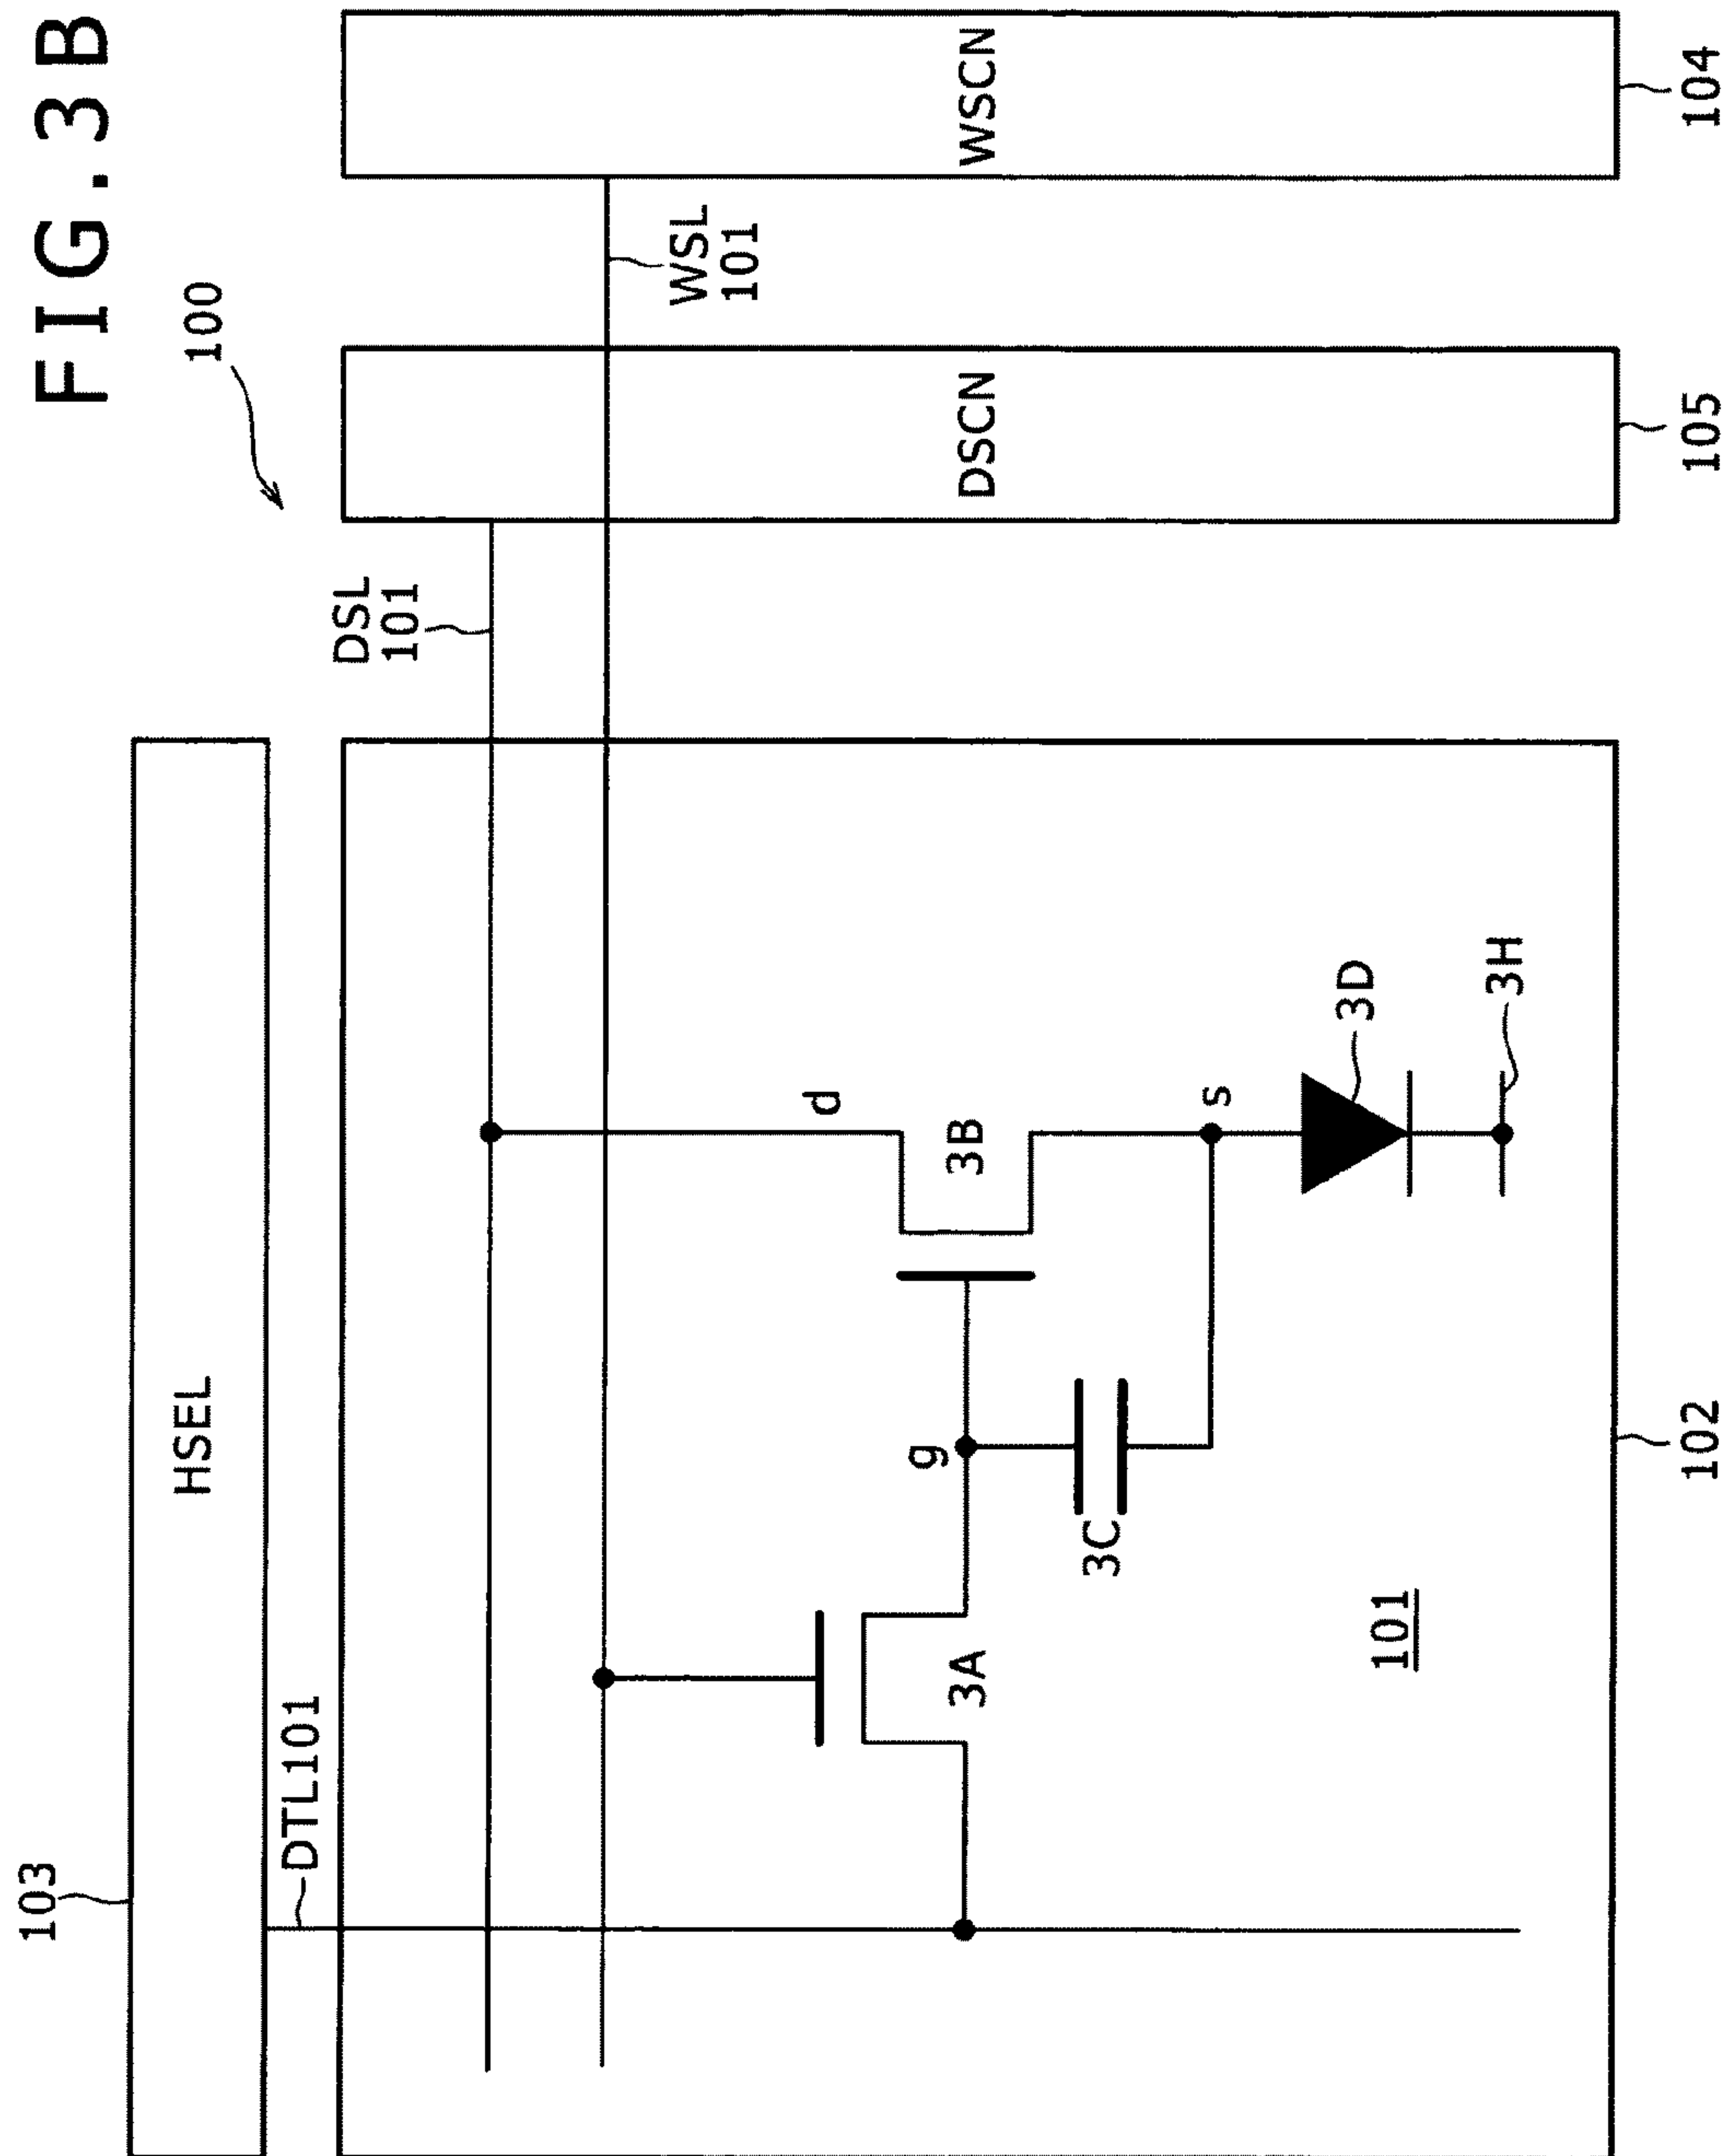 FIG.3B
100
103
HSEL
DTL101
DSL
101
WSL
101
DSCN
WSCN
d
g
3B
3A
3C
s
3D
3H
101
102
105
104